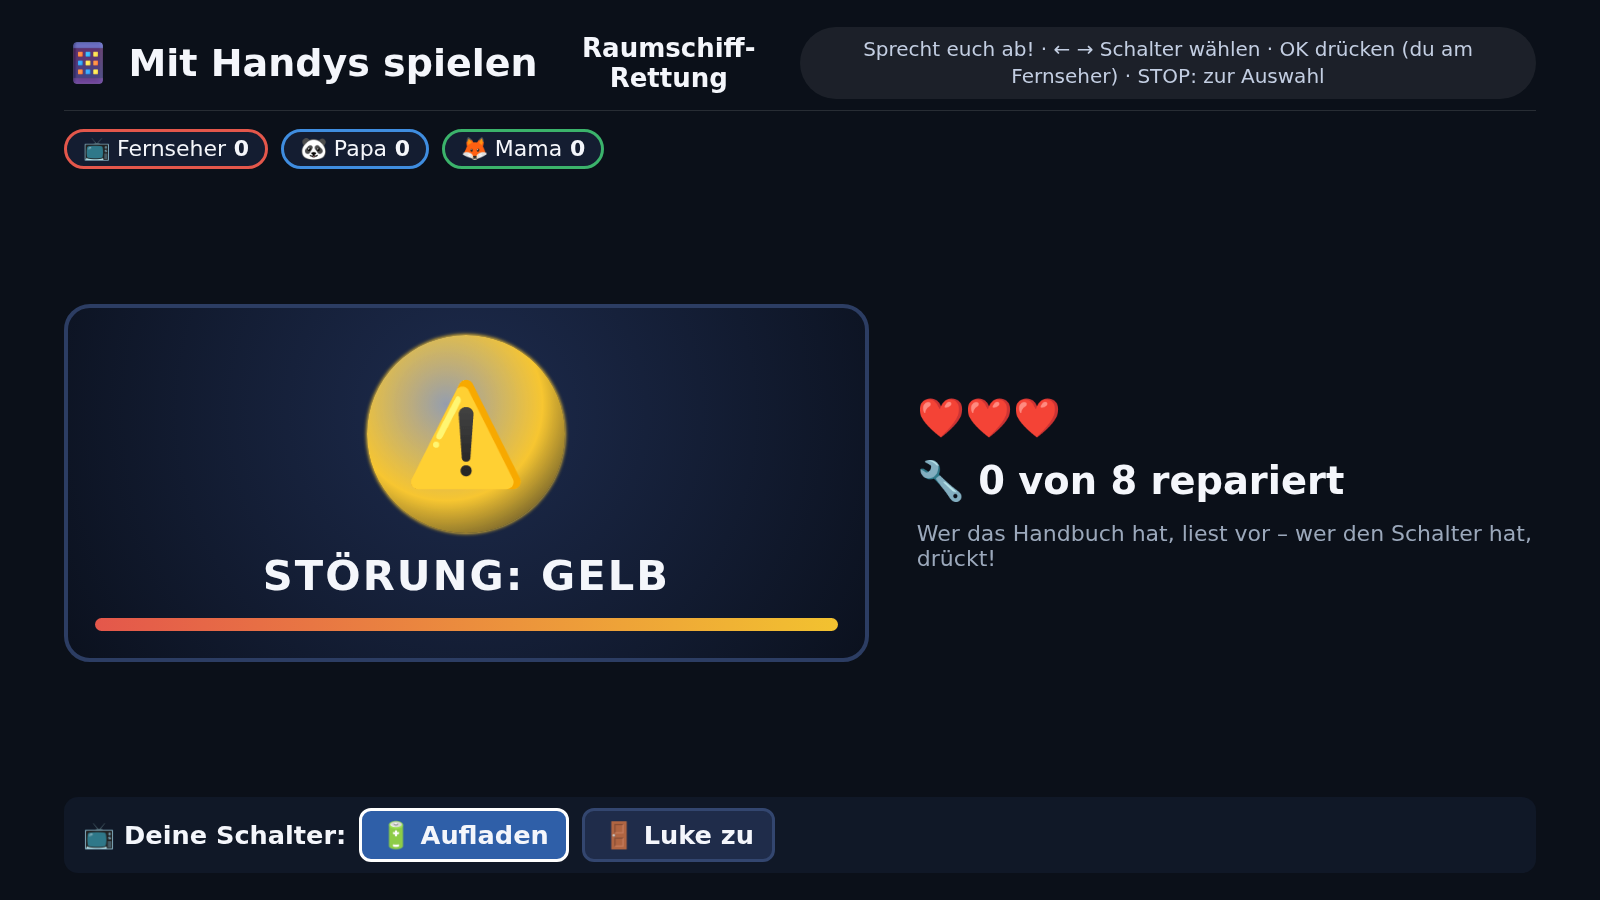 Mit Handys spielen
Raumschiff-
Rettung
Sprecht euch ab! · ← → Schalter wählen · OK drücken (du am
Fernseher) · STOP: zur Auswahl
Fernseher 0
Papa 0
Mama 0
STÖRUNG: GELB
0 von 8 repariert
Wer das Handbuch hat, liest vor – wer den Schalter hat,
drückt!
Deine Schalter:
Aufladen
Luke zu